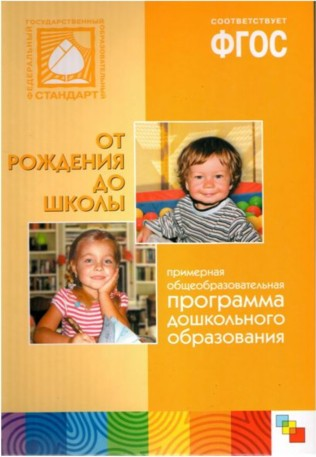 ФЕДЕРАЛЬНЫЙ
ГОСУДАРСТВЕННЫЙ
ОБРАЗОВАТЕЛЬНЫЙ
СТАНДАРТ
СООТВЕТСТВУЕТ
ФГОС
ОТ
РОЖДЕНИЯ
ДО
ШКОЛЫ
примерная
общеобразовательная
программа
дошкольного
образования